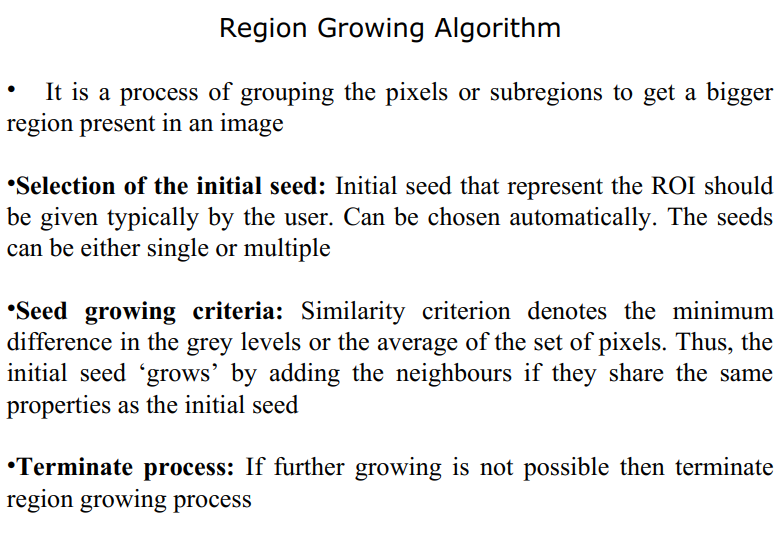 Region Growing Algorithm
• It is a process of grouping the pixels or subregions to get a bigger
region present in an image
•Selection of the initial seed: Initial seed that represent the ROI should
be given typically by the user. Can be chosen automatically. The seeds
can be either single or multiple
•Seed growing criteria: Similarity criterion denotes the minimum
difference in the grey levels or the average of the set of pixels. Thus, the
initial seed ‘grows’ by adding the neighbours if they share the same
properties as the initial seed
•Terminate process: If further growing is not possible then terminate
region growing process